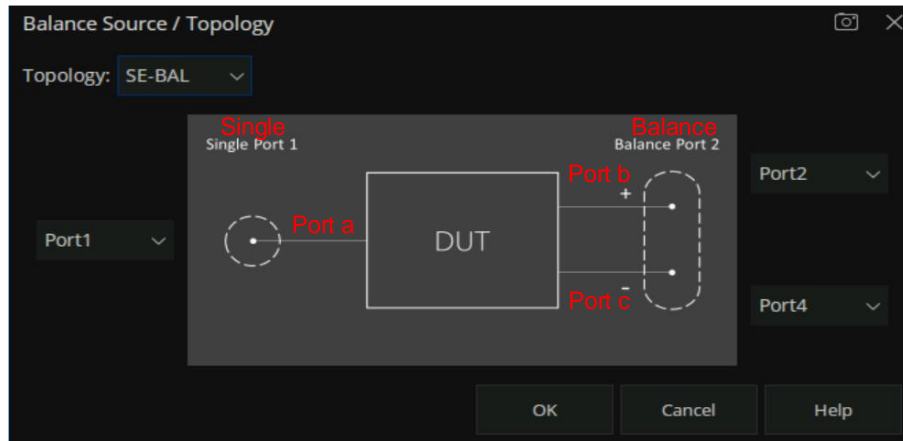 Balance Source / Topology
Topology: SE-BAL
Single
Balance
Single Port 1
Balance Port 2
Port b
Port2
+
Port a
Port1
DUT
-
Port c
Port4
OK
Cancel
Help